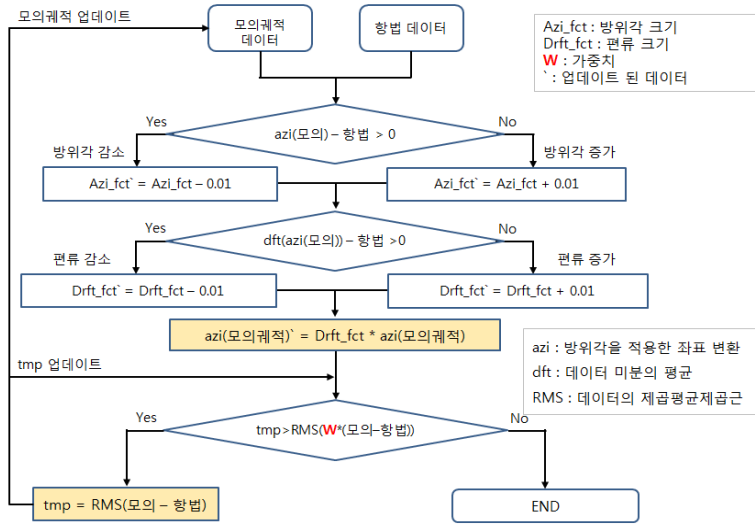 모의궤적 업데이트
모의궤적
데이터
항법 데이터
Azi_fct : 방위각 크기
Drft_fct : 편류 크기
W : 가중치
` : 업데이트 된 데이터
Yes
azi(모의) – 항법 > 0
No
방위각 감소
방위각 증가
Azi_fct` = Azi_fct – 0.01
Azi_fct` = Azi_fct + 0.01
Yes
dft(azi(모의)) – 항법 >0
No
편류 감소
편류 증가
Drft_fct` = Drft_fct – 0.01
Drft_fct` = Drft_fct + 0.01
azi(모의궤적)` = Drft_fct * azi(모의궤적)
azi : 방위각을 적용한 좌표 변환
dft : 데이터 미분의 평균
RMS : 데이터의 제곱평균제곱근
tmp 업데이트
Yes
tmp>RMS(W*(모의–항법))
No
tmp = RMS(모의 – 항법)
END